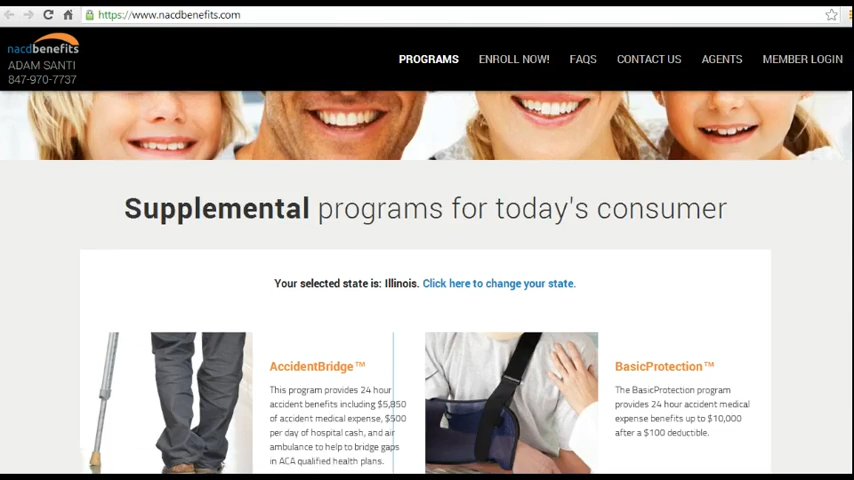 https://www.nacdbenefits.com
nacdbenefits
ADAM SANTI
847-970-7737
PROGRAMS ENROLL NOW! FAQS CONTACT US AGENTS MEMBER LOGIN
Supplemental programs for today's consumer
Your selected state is: Illinois. Click here to change your state.
AccidentBridge™
This program provides 24 hour
accident benefits including $5,850
of accident medical expense, $500
per day of hospital cash, and air
ambulance to help to bridge gaps
in ACA qualified health plans.
BasicProtection™
The BasicProtection program
provides 24 hour accident medical
expense benefits up to $10,000
after a $100 deductible.